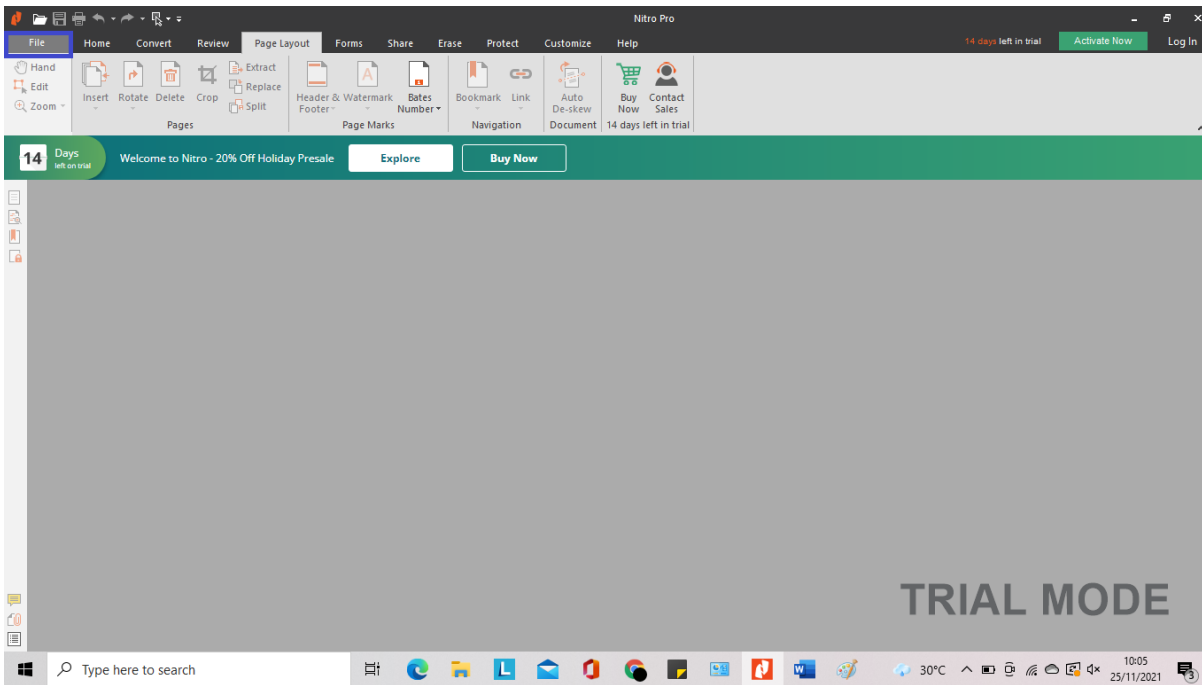 Nitro Pro
File Home Convert Review Page Layout Forms Share Erase Protect Customize Help 14 days left in trial Activate Now Log In
Hand
Edit
Zoom
Insert Rotate Delete Crop
Extract
Replace
Split
Pages
Header & Footer
Watermark
Bates Number
Page Marks
Bookmark Link
Navigation
Auto De-skew
Document
Buy Now
Contact Sales
14 days left in trial
14 Days
left on trial
Welcome to Nitro - 20% Off Holiday Presale Explore Buy Now
TRIAL MODE
Type here to search
30°C
10:05
25/11/2021
3